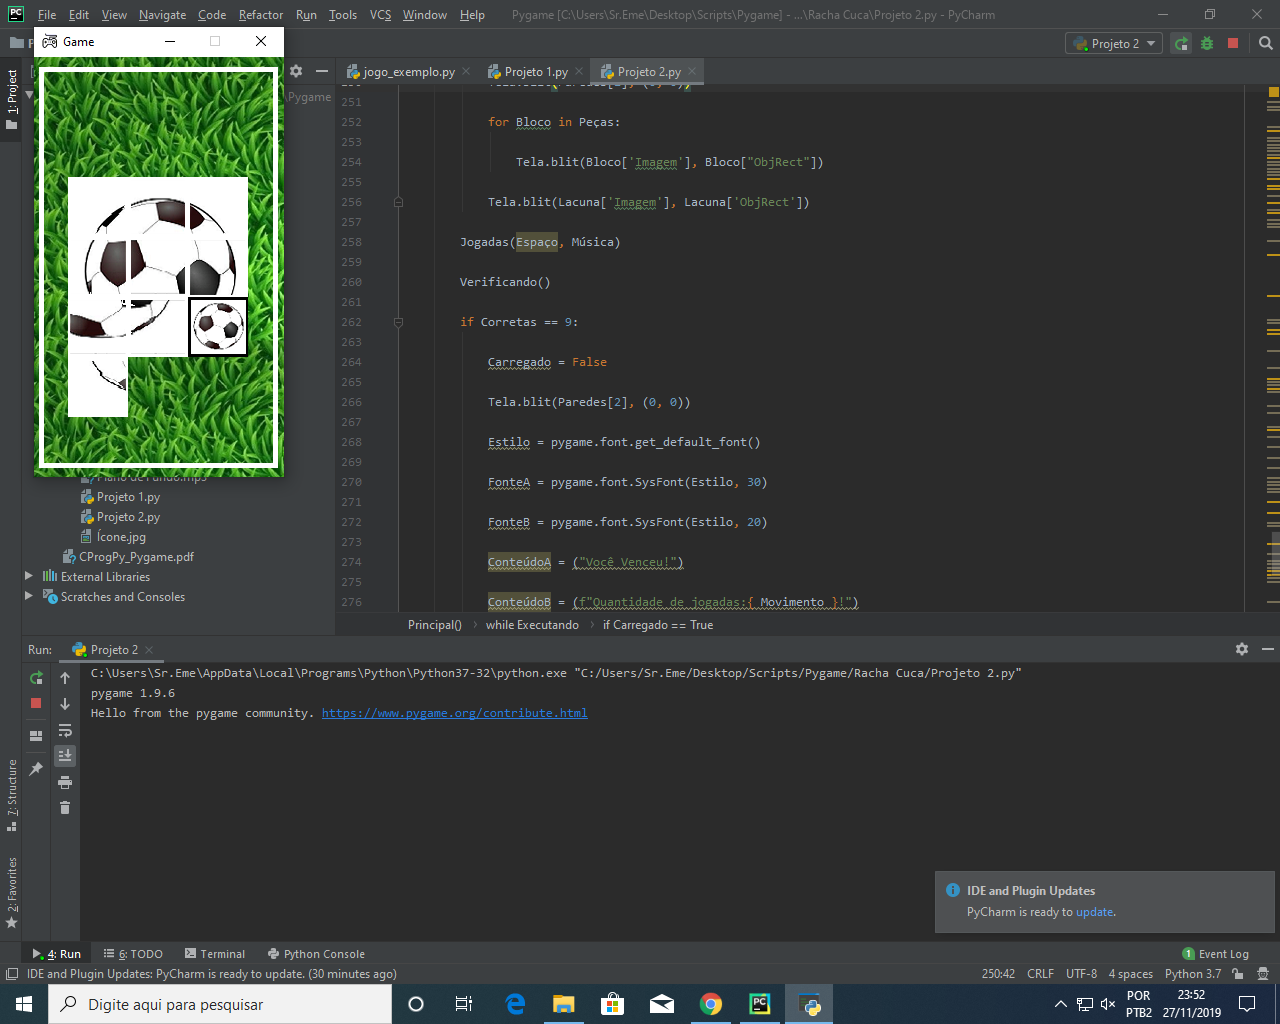 File Edit View Navigate Code Refactor Run Tools VCS Window Help Pygame [C:\Users\Sr.Eme\Desktop\Scripts\Pygame] - ...\Racha Cuca\Projeto 2.py - PyCharm
Game
Projeto 2
1: Project
\Pygame
jogo_exemplo.py
Projeto 1.py
Projeto 2.py
251
252 for Bloco in Peças:
253
254 Tela.blit(Bloco['Imagem'], Bloco["ObjRect"])
255
256 Tela.blit(Lacuna['Imagem'], Lacuna['ObjRect'])
257
258 Jogadas(Espaço, Música)
259
260 Verificando()
261
262 if Corretas == 9:
263
264 Carregado = False
265
266 Tela.blit(Paredes[2], (0, 0))
267
268 Estilo = pygame.font.get_default_font()
269
270 FonteA = pygame.font.SysFont(Estilo, 30)
271
272 FonteB = pygame.font.SysFont(Estilo, 20)
273
274 ConteúdoA = ("Você Venceu!")
275
276 ConteúdoB = (f"Quantidade de jogadas:{ Movimento }!")
Plano de Fundo.mp3
Projeto 1.py
Projeto 2.py
Ícone.jpg
CProgPy_Pygame.pdf
External Libraries
Scratches and Consoles
Principal() > while Executando > if Carregado == True
Run: Projeto 2
C:\Users\Sr.Eme\AppData\Local\Programs\Python\Python37-32\python.exe "C:/Users/Sr.Eme/Desktop/Scripts/Pygame/Racha Cuca/Projeto 2.py"
pygame 1.9.6
Hello from the pygame community. https://www.pygame.org/contribute.html
7: Structure
2: Favorites
IDE and Plugin Updates
PyCharm is ready to update.
4: Run 6: TODO Terminal Python Console 1 Event Log
IDE and Plugin Updates: PyCharm is ready to update. (30 minutes ago) 250:42 CRLF UTF-8 4 spaces Python 3.7
Digite aqui para pesquisar
POR
PTB2
23:52
27/11/2019